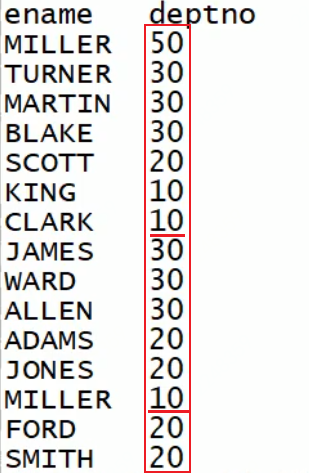 ename deptno
MILLER 50
TURNER 30
MARTIN 30
BLAKE 30
SCOTT 20
KING 10
CLARK 10
JAMES 30
WARD 30
ALLEN 30
ADAMS 20
JONES 20
MILLER 10
FORD 20
SMITH 20